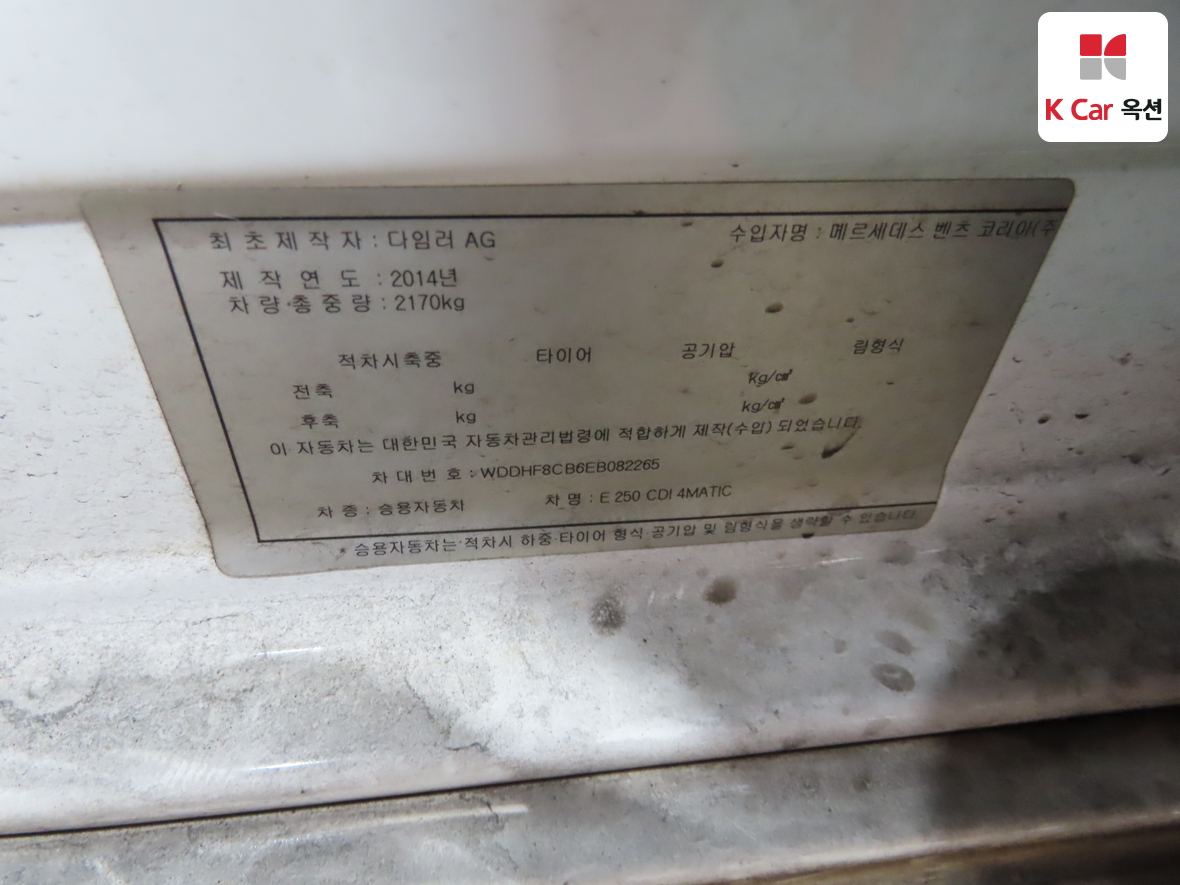 K Car 옥션
최 초 제 작 자 : 다임러 AG 수입자명 : 메르세데스 벤츠 코리아(주
제 작 연 도 : 2014년
차 량 총 중 량 : 2170kg
적차시축중 타이어 공기압 림형식
전축 kg kg/㎠
후축 kg kg/㎠
이 자동차는 대한민국 자동차관리법령에 적합하게 제작(수입) 되었습니다.
차 대 번 호 : WDDHF8CB6EB082265
차 종 : 승용자동차 차 명 : E 250 CDI 4MATIC
* 승용자동차는 적차시 하중·타이어 형식·공기압 및 림형식을 생략할 수 있습니다